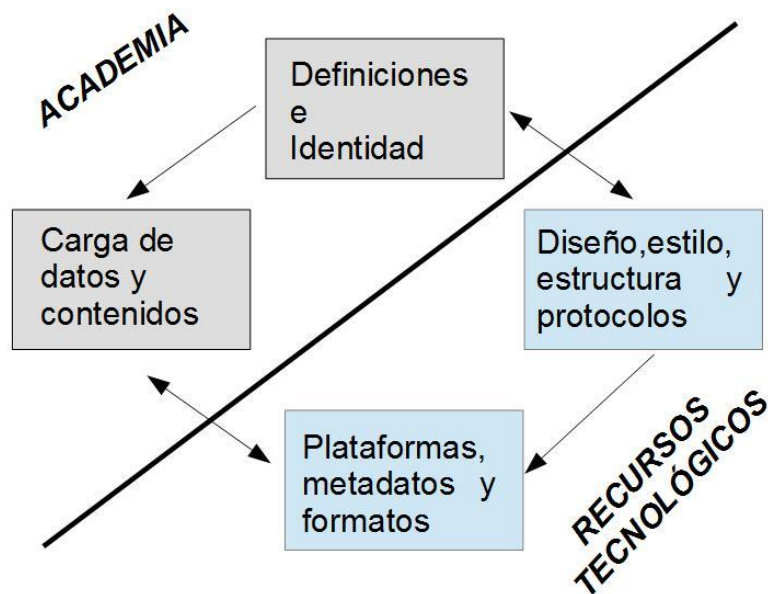 ACADEMIA
Definiciones
e
Identidad
Carga de
datos y
contenidos
Diseño,estilo,
estructura y
protocolos
Plataformas,
metadatos y
formatos
RECURSOS
TECNOLÓGICOS